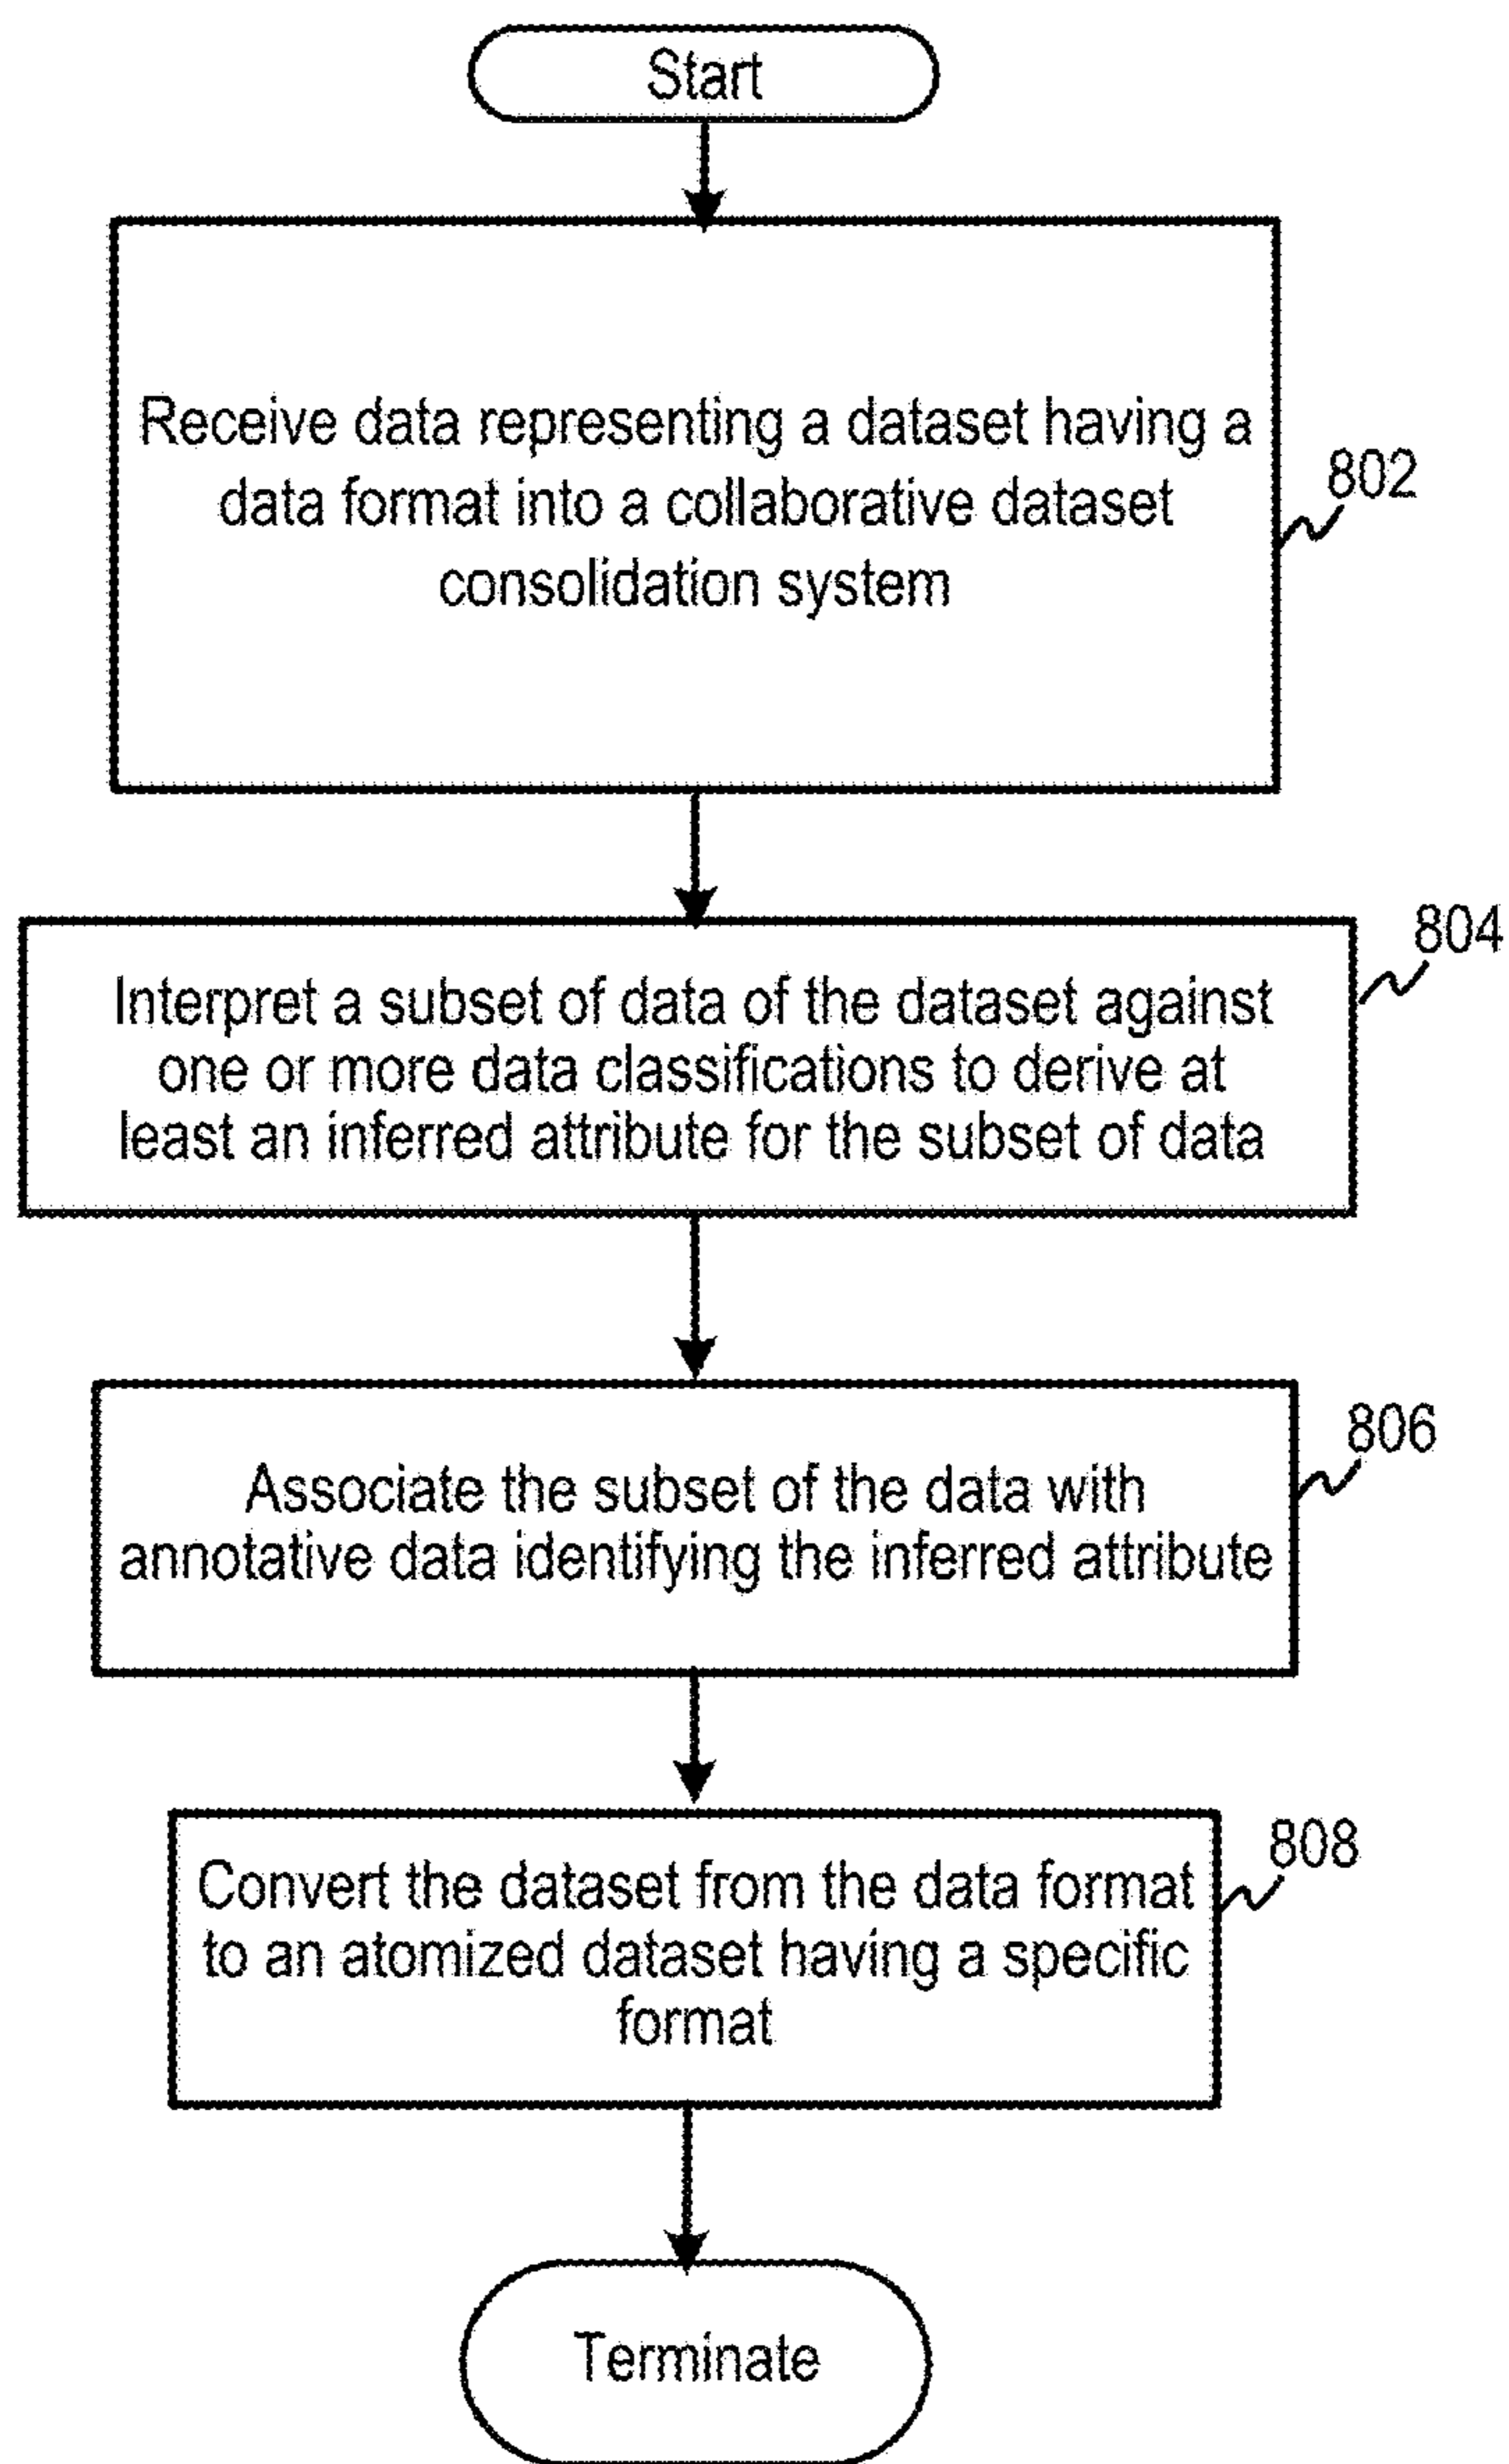 Start
Receive data representing a dataset having a
data format into a collaborative dataset
consolidation system
802
Interpret a subset of data of the dataset against
one or more data classifications to derive at
least an inferred attribute for the subset of data
804
Associate the subset of the data with
annotative data identifying the inferred attribute
806
Convert the dataset from the data format
to an atomized dataset having a specific
format
808
Terminate